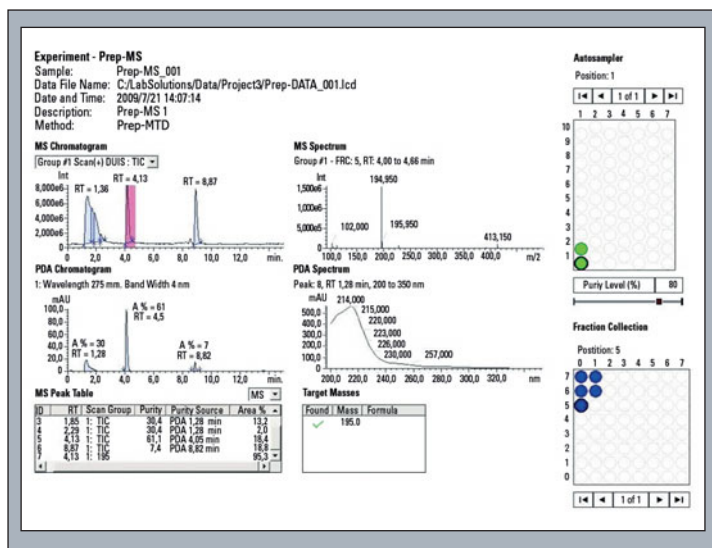 Experiment - Prep-MS
Sample: Prep-MS_001
Data File Name: C:/LabSolutions/Data/Project3/Prep-DATA_001.lcd
Date and Time: 2009/7/21 14:07:14
Description: Prep-MS 1
Method: Prep-MTD
MS Chromatogram
Group #1 Scan(+) DUIS : TIC
Int
8,000e6
6,000e6
4,000e6
2,000e6
0
RT = 1,36
RT = 4,13
RT = 8,87
0 2,0 4,0 6,0 8,0 10,0 12,0 min.
MS Spectrum
Group #1 - FRC: 5, RT: 4,00 to 4,66 min
Int
1,500e6
1,000e6
500,0e6
0
194,950
102,000
195,950
413,150
100,0 150,0 200,0 250,0 300,0 350,0 400,0 m/2
PDA Chromatogram
1: Wavelength 275 mm. Band Width 4 nm
mAU
100,0
80,0
60,0
40,0
20,0
0
A % = 61
RT = 4,5
A % = 30
RT = 1,28
A % = 7
RT = 8,82
0 2,0 4,0 6,0 8,0 10,0 12,0 min.
PDA Spectrum
Peak: 8, RT 1,28 min, 200 to 350 nm
mAU
500,0
400,0
300,0
200,0
100,0
0
214,000
215,000
220,000
223,000
226,000
230,000
257,000
200,0 220,0 240,0 260,0 280,0 300,0 320,0 nm
MS Peak Table
MS
ID RT Scan Group Purity Purity Source Area %
3 1,85 1: TIC 30,4 PDA 1,28 min 13,2
4 2,29 1: TIC 30,4 PDA 1,28 min 2,0
5 4,13 1: TIC 61,1 PDA 4,05 min 18,4
6 8,87 1: TIC 7,4 PDA 8,82 min 18,8
7 4,13 1: 195 95,3
Target Masses
Found Mass Formula
195.0
Autosampler
Position: 1
1 of 1
1 2 3 4 5 6 7
10
9
8
7
6
5
4
3
2
1
Puriy Level (%) 80
Fraction Collection
Postition: 5
0 1 2 3 4 5 6 7
7
6
5
4
3
2
1
0
1 of 1